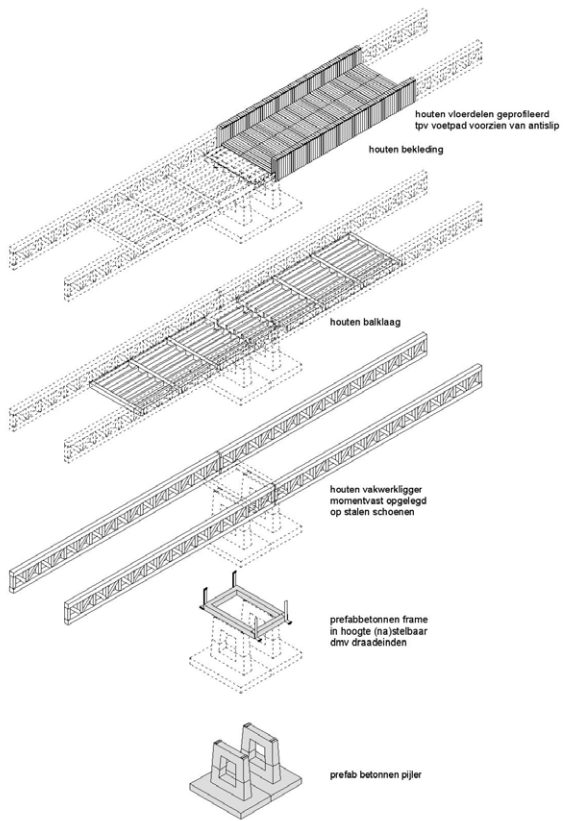 houten vloerdelen geprofileerd
tpv voetpad voorzien van antislip
houten bekleding
houten balklaag
houten vakwerkligger
momentvast opgelegd
op stalen schoenen
prefabbetonnen frame
in hoogte (na)stelbaar
dmv draadeinden
prefab betonnen pijler